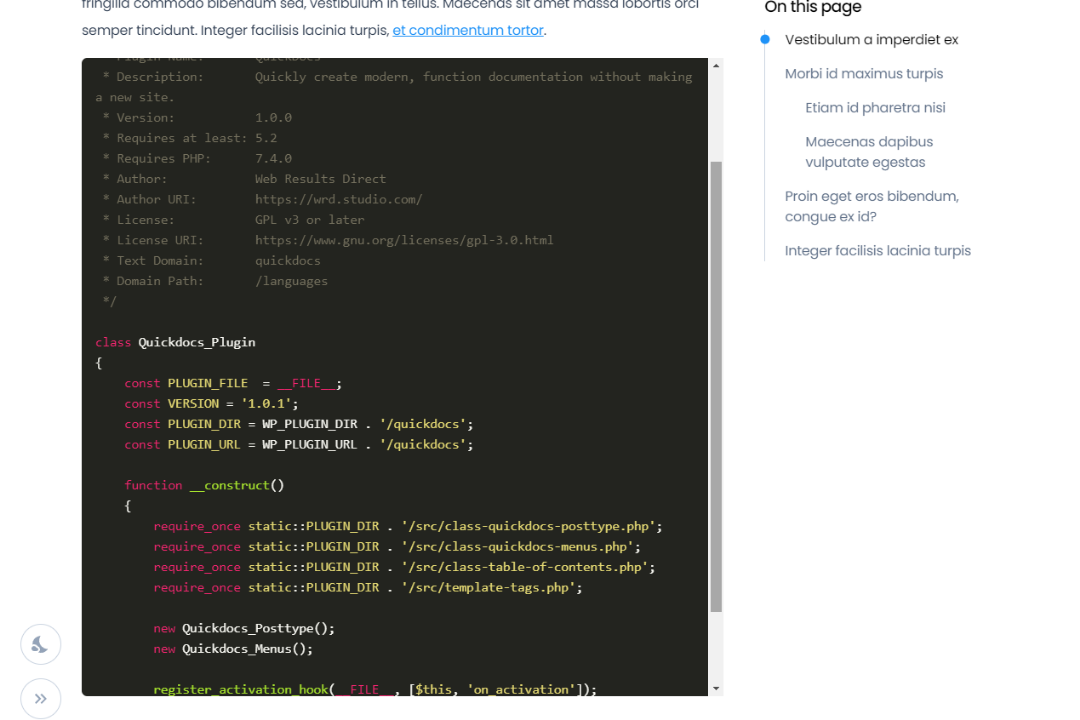 fringilla commodo bibendum sed, vestibulum in tellus. Maecenas sit amet massa lobortis orci
semper tincidunt. Integer facilisis lacinia turpis, et condimentum tortor.
* Plugin Name: Quickdocs
* Description: Quickly create modern, function documentation without making
a new site.
* Version: 1.0.0
* Requires at least: 5.2
* Requires PHP: 7.4.0
* Author: Web Results Direct
* Author URI: https://wrd.studio.com/
* License: GPL v3 or later
* License URI: https://www.gnu.org/licenses/gpl-3.0.html
* Text Domain: quickdocs
* Domain Path: /languages
*/
class Quickdocs_Plugin
{
const PLUGIN_FILE = __FILE__;
const VERSION = '1.0.1';
const PLUGIN_DIR = WP_PLUGIN_DIR . '/quickdocs';
const PLUGIN_URL = WP_PLUGIN_URL . '/quickdocs';
function __construct()
{
require_once static::PLUGIN_DIR . '/src/class-quickdocs-posttype.php';
require_once static::PLUGIN_DIR . '/src/class-quickdocs-menus.php';
require_once static::PLUGIN_DIR . '/src/class-table-of-contents.php';
require_once static::PLUGIN_DIR . '/src/template-tags.php';
new Quickdocs_Posttype();
new Quickdocs_Menus();
register_activation_hook(__FILE__, [$this, 'on_activation']);
On this page
Vestibulum a imperdiet ex
Morbi id maximus turpis
Etiam id pharetra nisi
Maecenas dapibus
vulputate egestas
Proin eget eros bibendum,
congue ex id?
Integer facilisis lacinia turpis